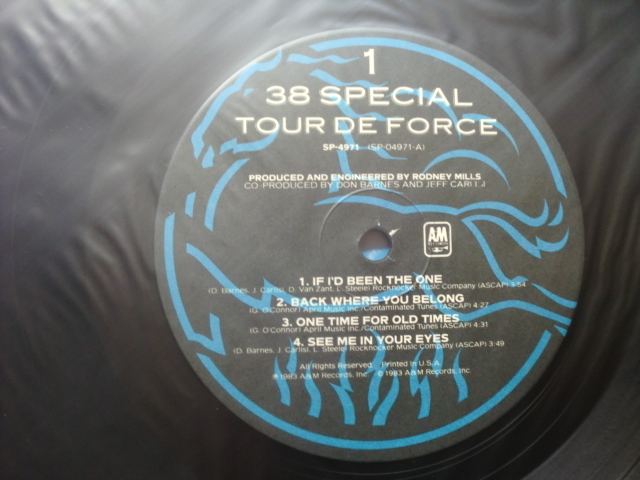 1
38 SPECIAL
TOUR DE FORCE
SP-4971 (SP-04971-A)
PRODUCED AND ENGINEERED BY RODNEY MILLS
CO-PRODUCED BY DON BARNES AND JEFF CARLISI
A&M
RECORDS
1. IF I'D BEEN THE ONE
(D. Barnes, J. Carlisi, D. Van Zant, L. Steele) Rocknocker Music Company (ASCAP) 3:54
2. BACK WHERE YOU BELONG
(G. O'Connor) April Music Inc./Contaminated Tunes (ASCAP) 4:27
3. ONE TIME FOR OLD TIMES
(G. O'Connor) April Music Inc./Contaminated Tunes (ASCAP) 4:31
4. SEE ME IN YOUR EYES
(D. Barnes, J. Carlisi, L. Steele) Rocknocker Music Company (ASCAP) 3:49
All Rights Reserved. Printed in U.S.A.
℗ 1983 A&M Records, Inc. © 1983 A&M Records, Inc.